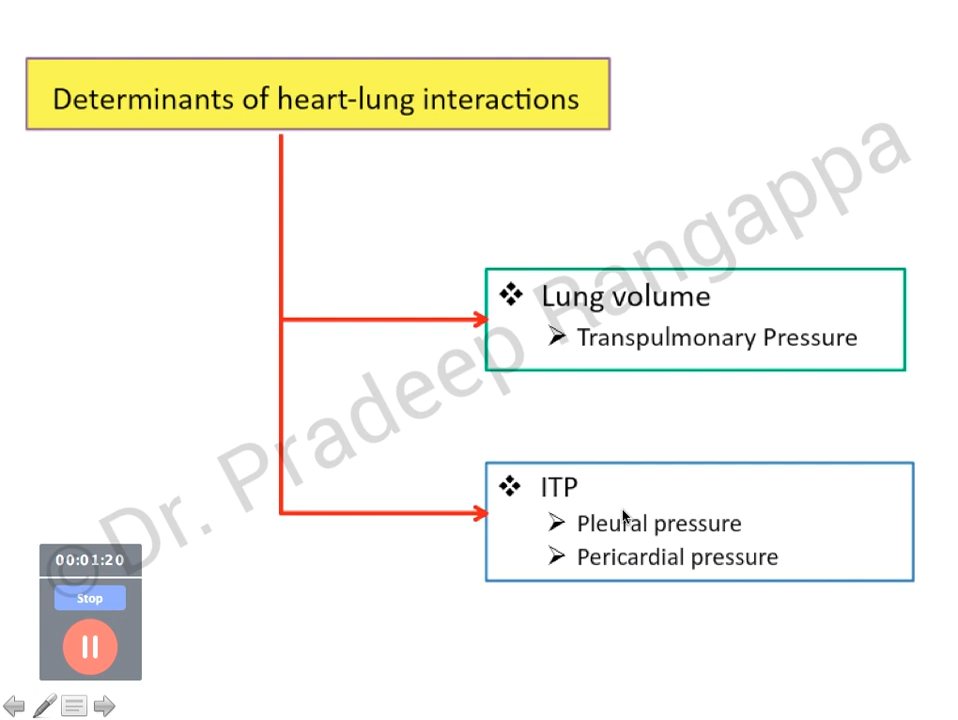 Determinants of heart-lung interactions
❖ Lung volume
➢ Transpulmonary Pressure
❖ ITP
➢ Pleural pressure
➢ Pericardial pressure
© Dr. Pradeep Rangappa
00:01:20
Stop